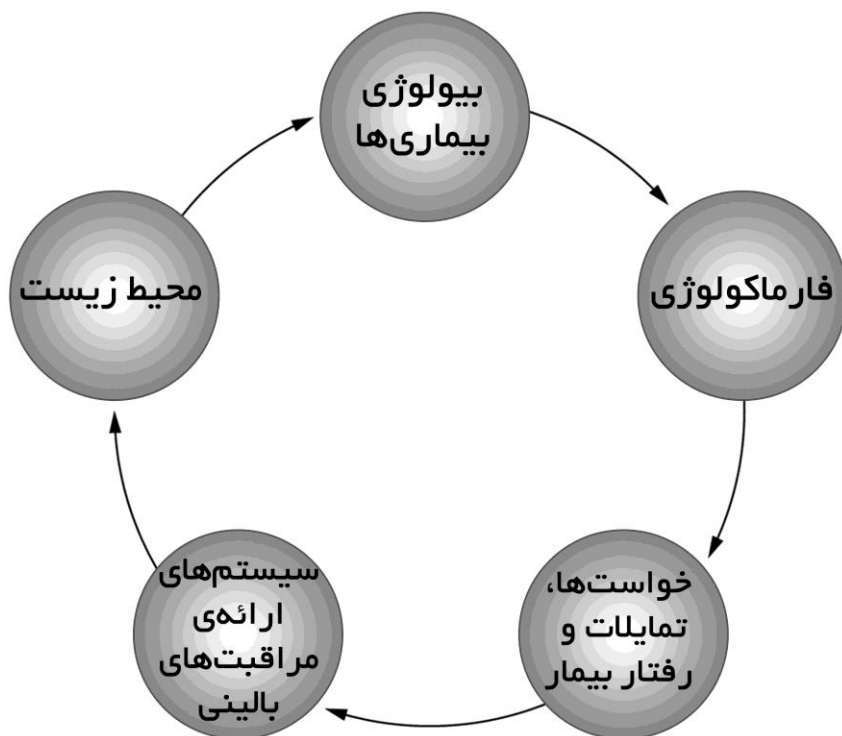 بیولوژی
بیماری‌ها
فارماکولوژی
خواست‌ها،
تمایلات و
رفتار بیمار
سیستم‌های
ارائه‌ی
مراقبت‌های
بالینی
محیط زیست